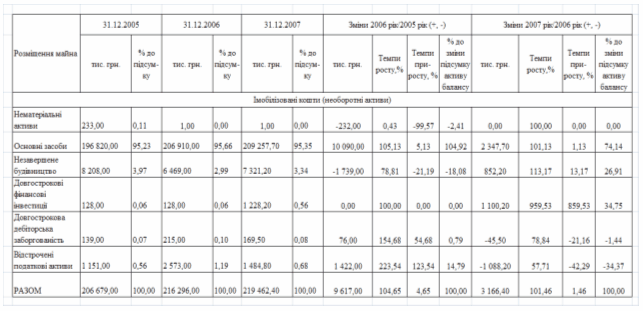 Розміщення майна 31.12.2005 31.12.2006 31.12.2007 Зміни 2006 рік/2005 рік (+, -) Зміни 2007 рік/2006 рік (+, -)
тис. грн. % до підсум-ку тис. грн. % до підсум-ку тис. грн. % до підсум-ку тис. грн. Темпи росту,% Темпи при-росту, % % до зміни підсумку активу балансу тис. грн. Темпи росту,% Темпи при-росту, % % до зміни підсумку активу балансу
Імобілізовані кошти (необоротні активи)
Нематеріальні
активи 233,00 0,11 1,00 0,00 1,00 0,00 -232,00 0,43 -99,57 -2,41 0,00 100,00 0,00 0,00
Основні засоби 196 820,00 95,23 206 910,00 95,66 209 257,70 95,35 10 090,00 105,13 5,13 104,92 2 347,70 101,13 1,13 74,14
Незавершене
будівництво 8 208,00 3,97 6 469,00 2,99 7 321,20 3,34 -1 739,00 78,81 -21,19 -18,08 852,20 113,17 13,17 26,91
Довгострокові
фінансові
інвестиції 128,00 0,06 128,00 0,06 1 228,20 0,56 0,00 100,00 0,00 0,00 1 100,20 959,53 859,53 34,75
Довгострокова
дебіторська
заборгованість 139,00 0,07 215,00 0,10 169,50 0,08 76,00 154,68 54,68 0,79 -45,50 78,84 -21,16 -1,44
Відстрочені
податкові активи 1 151,00 0,56 2 573,00 1,19 1 484,80 0,68 1 422,00 223,54 123,54 14,79 -1 088,20 57,71 -42,29 -34,37
РАЗОМ 206 679,00 100,00 216 296,00 100,00 219 462,40 100,00 9 617,00 104,65 4,65 100,00 3 166,40 101,46 1,46 100,00